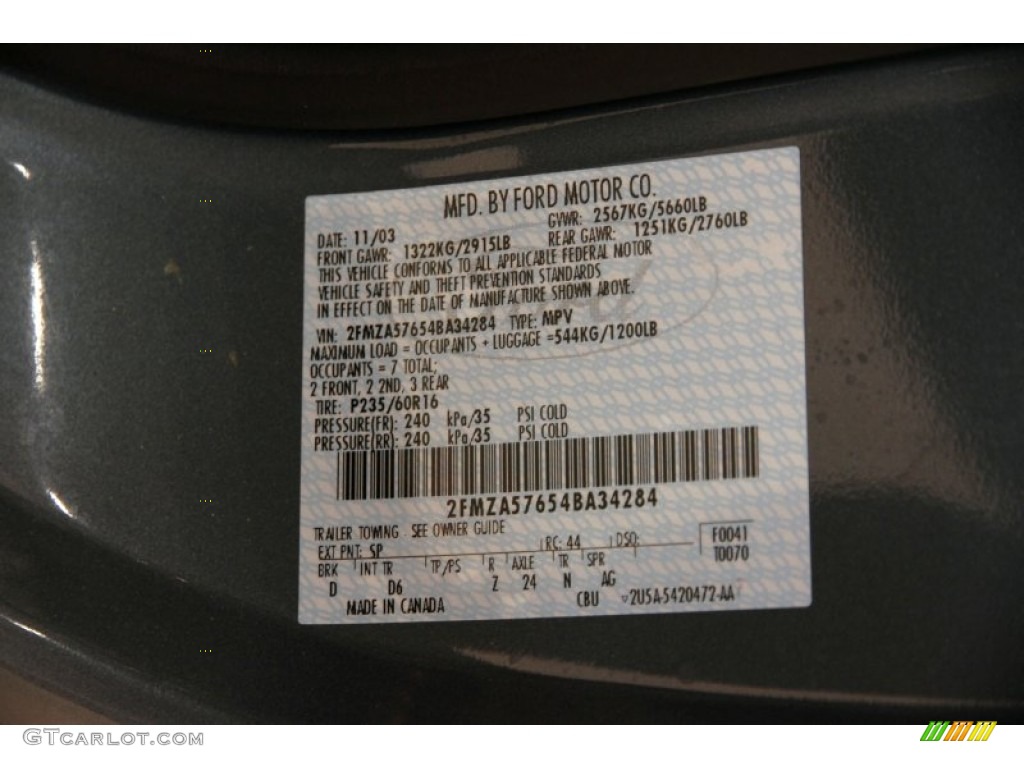 MFD. BY FORD MOTOR CO.
DATE: 11/03 GVWR: 2567KG/5660LB
FRONT GAWR: 1322KG/2915LB REAR GAWR: 1251KG/2760LB
THIS VEHICLE CONFORMS TO ALL APPLICABLE FEDERAL MOTOR
VEHICLE SAFETY AND THEFT PREVENTION STANDARDS
IN EFFECT ON THE DATE OF MANUFACTURE SHOWN ABOVE.
VIN: 2FMZA57654BA34284 TYPE: MPV
MAXIMUM LOAD = OCCUPANTS + LUGGAGE =544KG/1200LB
OCCUPANTS = 7 TOTAL;
2 FRONT, 2 2ND, 3 REAR
TIRE: P235/60R16
PRESSURE(FR): 240 kPa/35 PSI COLD
PRESSURE(RR): 240 kPa/35 PSI COLD
2FMZA57654BA34284
TRAILER TOWING - SEE OWNER GUIDE
EXT PNT: SP RC: 44 DSO: F0041
BRK INT TR TP/PS R AXLE TR SPR T0070
D D6 Z 24 N AG
MADE IN CANADA CBU 2U5A-5420472-AA
GTCarlot.com